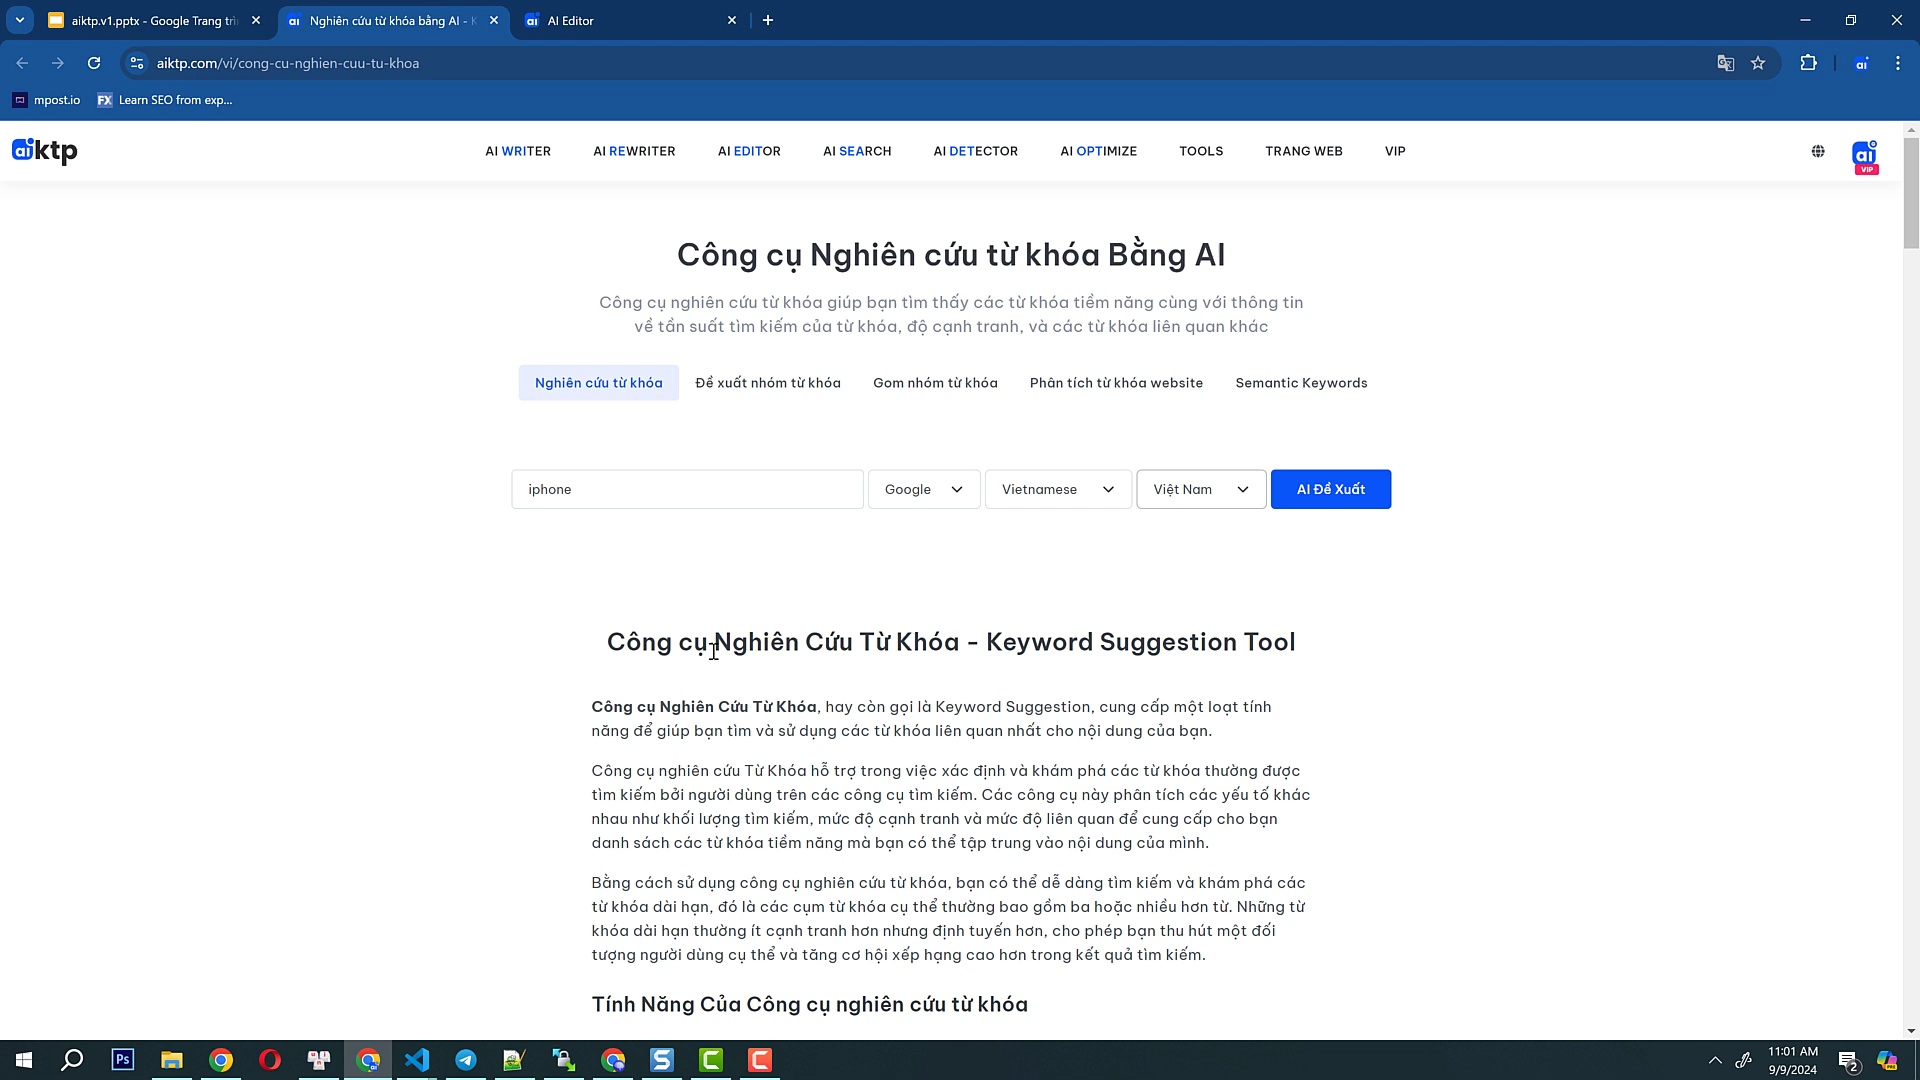 aiktp.v1.pptx - Google Trang trì
Nghiên cứu từ khóa bằng AI - K
AI Editor
aiktp.com/vi/cong-cu-nghien-cuu-tu-khoa
mpost.io
FX Learn SEO from exp...
aiktp
AI WRITER
AI REWRITER
AI EDITOR
AI SEARCH
AI DETECTOR
AI OPTIMIZE
TOOLS
TRANG WEB
VIP
ai
VIP
Công cụ Nghiên cứu từ khóa Bằng AI
Công cụ nghiên cứu từ khóa giúp bạn tìm thấy các từ khóa tiềm năng cùng với thông tin
về tần suất tìm kiếm của từ khóa, độ cạnh tranh, và các từ khóa liên quan khác
Nghiên cứu từ khóa
Đề xuất nhóm từ khóa
Gom nhóm từ khóa
Phân tích từ khóa website
Semantic Keywords
iphone
Google
Vietnamese
Việt Nam
AI Đề Xuất
Công cụ Nghiên Cứu Từ Khóa - Keyword Suggestion Tool
Công cụ Nghiên Cứu Từ Khóa, hay còn gọi là Keyword Suggestion, cung cấp một loạt tính
năng để giúp bạn tìm và sử dụng các từ khóa liên quan nhất cho nội dung của bạn.
Công cụ nghiên cứu Từ Khóa hỗ trợ trong việc xác định và khám phá các từ khóa thường được
tìm kiếm bởi người dùng trên các công cụ tìm kiếm. Các công cụ này phân tích các yếu tố khác
nhau như khối lượng tìm kiếm, mức độ cạnh tranh và mức độ liên quan để cung cấp cho bạn
danh sách các từ khóa tiềm năng mà bạn có thể tập trung vào nội dung của mình.
Bằng cách sử dụng công cụ nghiên cứu từ khóa, bạn có thể dễ dàng tìm kiếm và khám phá các
từ khóa dài hạn, đó là các cụm từ khóa cụ thể thường bao gồm ba hoặc nhiều hơn từ. Những từ
khóa dài hạn thường ít cạnh tranh hơn nhưng định tuyến hơn, cho phép bạn thu hút một đối
tượng người dùng cụ thể và tăng cơ hội xếp hạng cao hơn trong kết quả tìm kiếm.
Tính Năng Của Công cụ nghiên cứu từ khóa
Ps
11:01 AM
9/9/2024
2